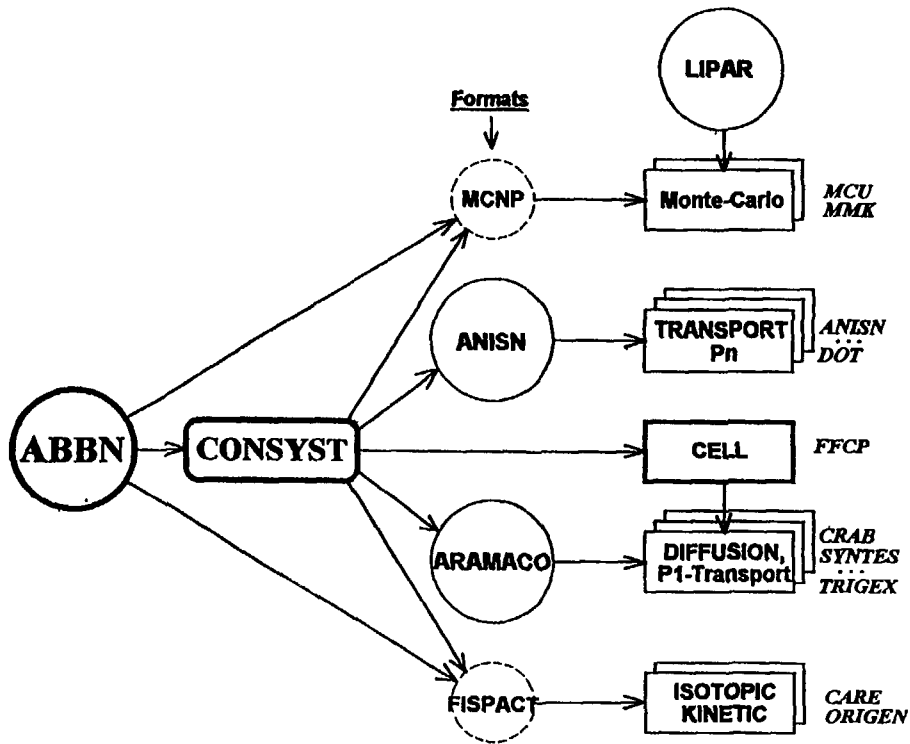 LIPAR
Formats
MCNP
Monte-Carlo
MCU
MMK
ANISN
TRANSPORT
Pn
ANISN
...
DOT
ABBN
CONSYST
CELL
FFCP
ARAMACO
DIFFUSION,
P1-Transport
CRAB
SYNTES
...
TRIGEX
FISPACT
ISOTOPIC
KINETIC
CARE
ORIGEN